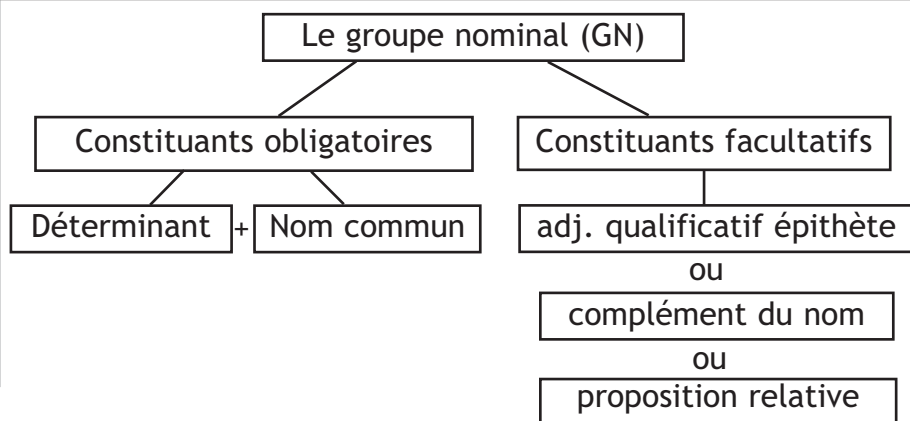 Le groupe nominal (GN)
Constituants obligatoires
Constituants facultatifs
Déterminant + Nom commun
adj. qualificatif épithète
ou
complément du nom
ou
proposition relative